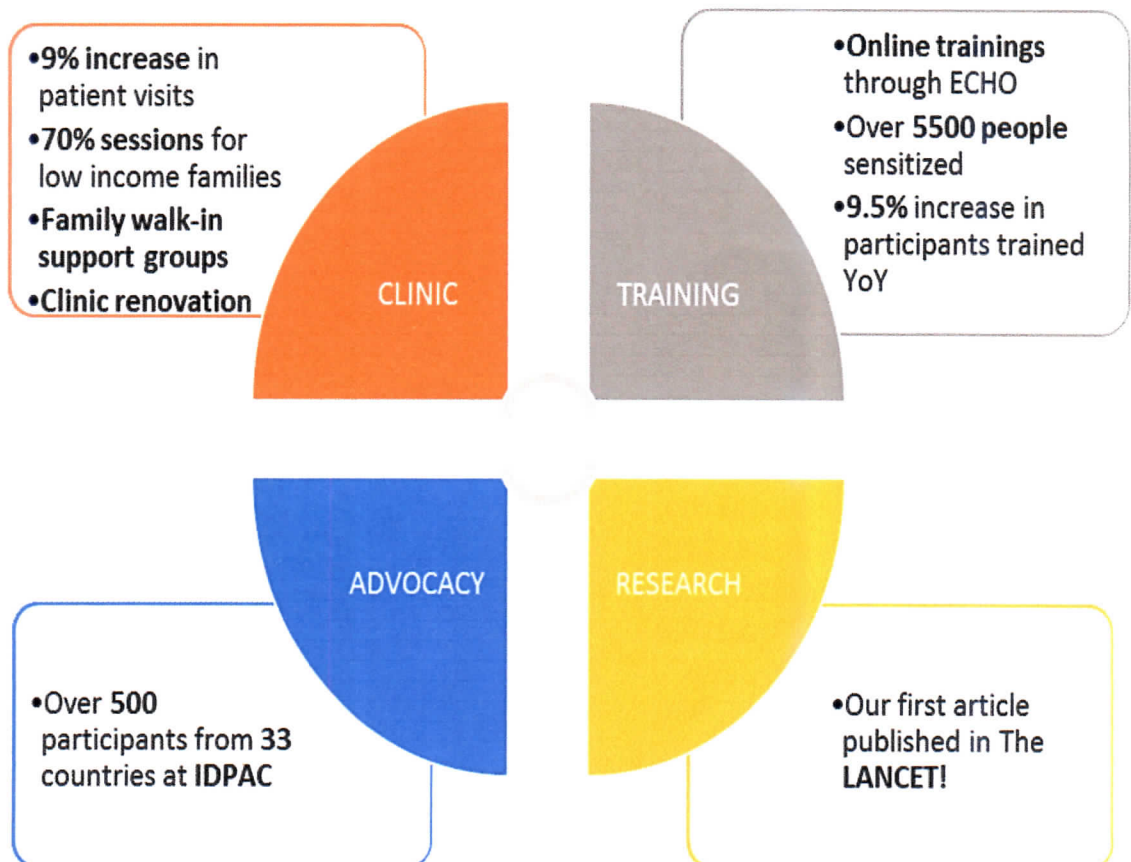 •9% increase in
patient visits
•70% sessions for
low income families
•Family walk-in
support groups
•Clinic renovation
CLINIC
•Online trainings
through ECHO
•Over 5500 people
sensitized
•9.5% increase in
participants trained
YoY
TRAINING
ADVOCACY
•Over 500
participants from 33
countries at IDPAC
RESEARCH
•Our first article
published in The
LANCET!